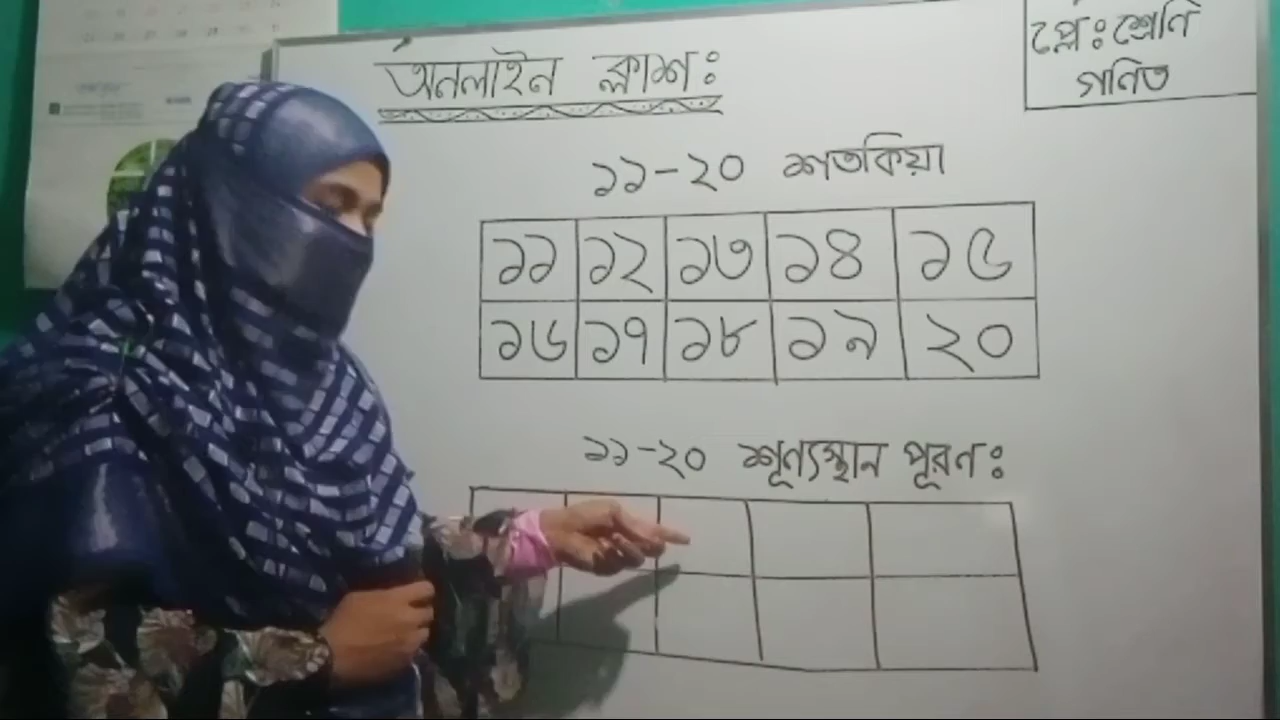 অনলাইন ক্লাশঃ
প্লেঃ শ্রেনি
গনিত
১১-২০ শতকিয়া
১১ ১২ ১৩ ১৪ ১৫
১৬ ১৭ ১৮ ১৯ ২০
১১-২০ শূন্যস্থান পূরনঃ